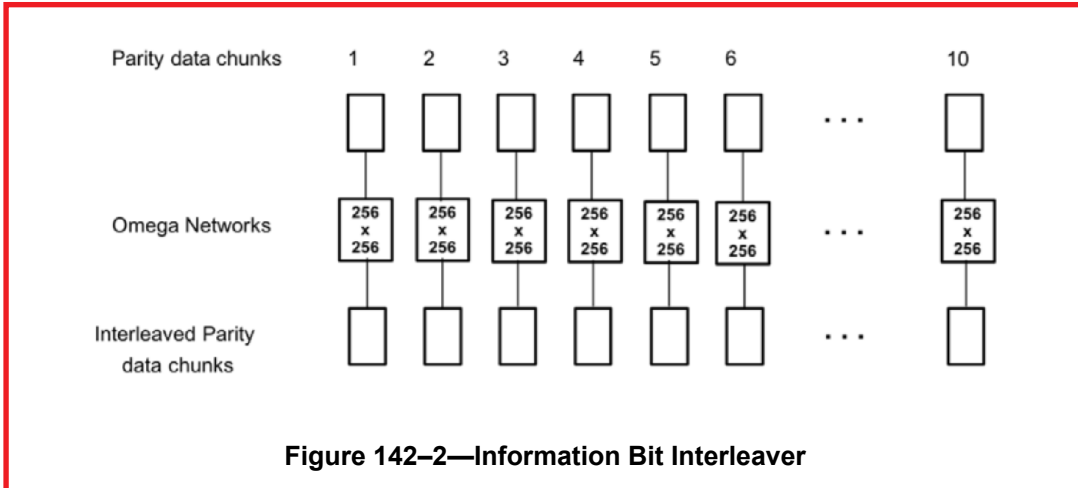 Parity data chunks 1 2 3 4 5 6 10
. . .
Omega Networks 256 x 256 256 x 256 256 x 256 256 x 256 256 x 256 256 x 256 . . . 256 x 256
Interleaved Parity
data chunks
. . .
Figure 142–2—Information Bit Interleaver